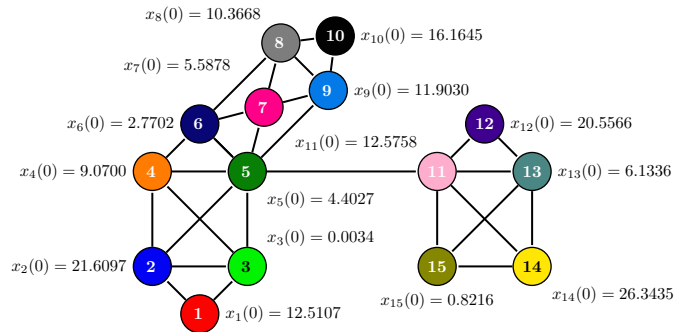 x₈(0) = 10.3668
8
10
x₁₀(0) = 16.1645
x₇(0) = 5.5878
9
x₉(0) = 11.9030
7
x₆(0) = 2.7702
6
x₁₁(0) = 12.5758
12
x₁₂(0) = 20.5566
x₄(0) = 9.0700
4
5
11
13
x₁₃(0) = 6.1336
x₅(0) = 4.4027
x₃(0) = 0.0034
x₂(0) = 21.6097
2
3
15
14
x₁₅(0) = 0.8216
x₁₄(0) = 26.3435
1
x₁(0) = 12.5107